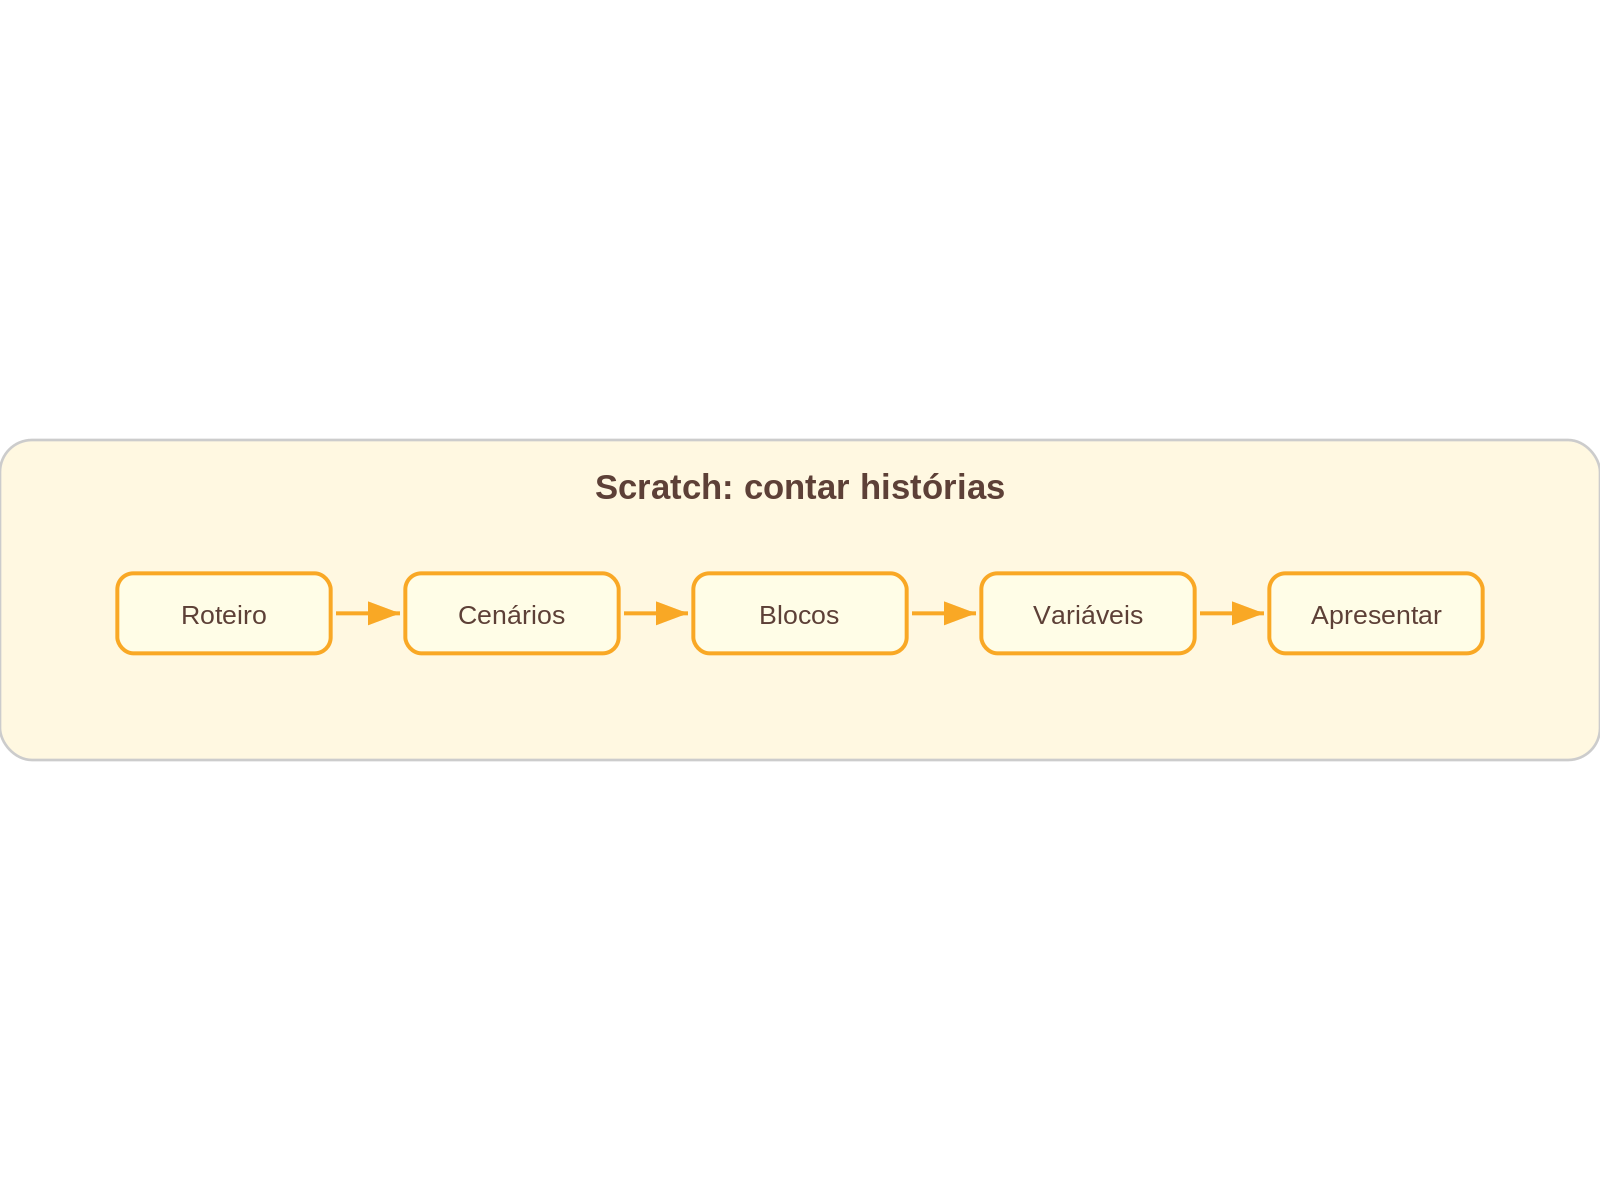 Scratch: contar histórias
Roteiro
Cenários
Blocos
Variáveis
Apresentar